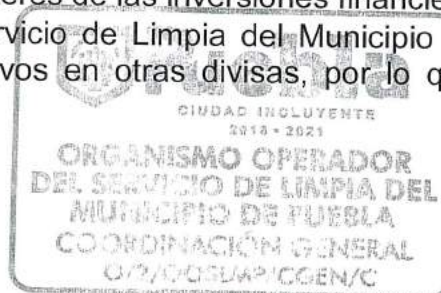 eres de las inversiones financie
rvicio de Limpia del Municipio
vos en otras divisas, por lo q
Puebla
CIUDAD INCLUYENTE
2018 • 2021
ORGANISMO OPERADOR
DEL SERVICIO DE LIMPIA DEL
MUNICIPIO DE PUEBLA
COORDINACIÓN GENERAL